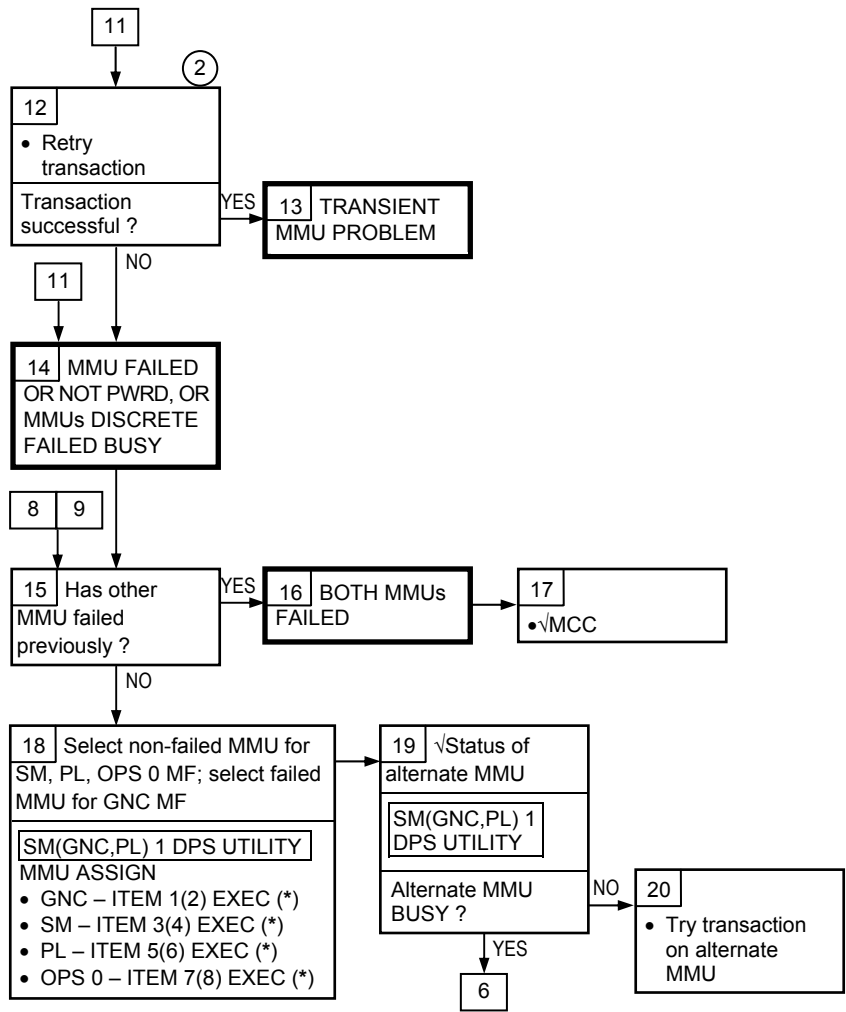 11
2
12
• Retry
transaction
Transaction
successful ?
YES
13 TRANSIENT
MMU PROBLEM
NO
11
14 MMU FAILED
OR NOT PWRD, OR
MMUs DISCRETE
FAILED BUSY
8 9
15 Has other
MMU failed
previously ?
YES
16 BOTH MMUs
FAILED
17
•√MCC
NO
18 Select non-failed MMU for
SM, PL, OPS 0 MF; select failed
MMU for GNC MF
SM(GNC,PL) 1 DPS UTILITY
MMU ASSIGN
• GNC – ITEM 1(2) EXEC (*)
• SM – ITEM 3(4) EXEC (*)
• PL – ITEM 5(6) EXEC (*)
• OPS 0 – ITEM 7(8) EXEC (*)
19 √Status of
alternate MMU
SM(GNC,PL) 1
DPS UTILITY
Alternate MMU
BUSY ?
NO
20
• Try transaction
on alternate
MMU
YES
6